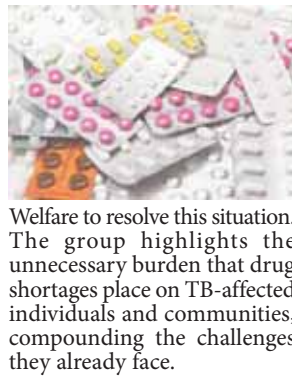 Welfare to resolve this situation.
The group highlights the
unnecessary burden that drug
shortages place on TB-affected
individuals and communities,
compounding the challenges
they already face.